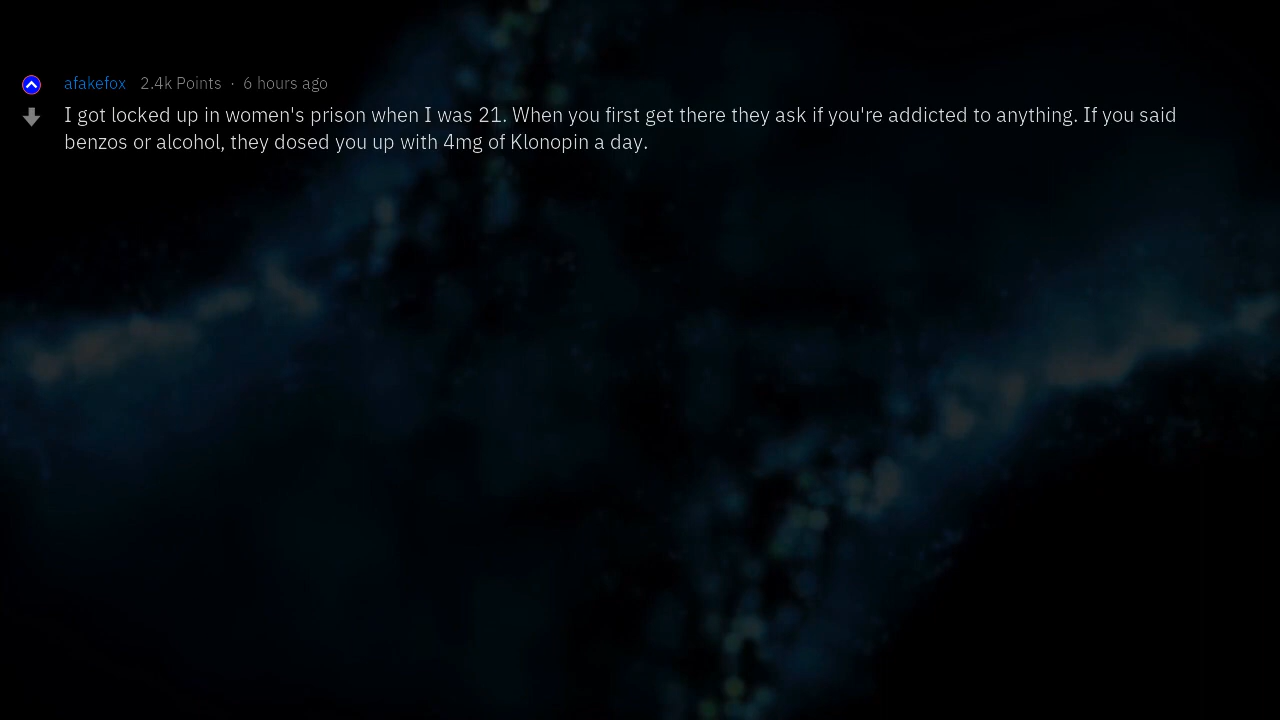 afakefox 2.4k Points · 6 hours ago
I got locked up in women's prison when I was 21. When you first get there they ask if you're addicted to anything. If you said
benzos or alcohol, they dosed you up with 4mg of Klonopin a day.